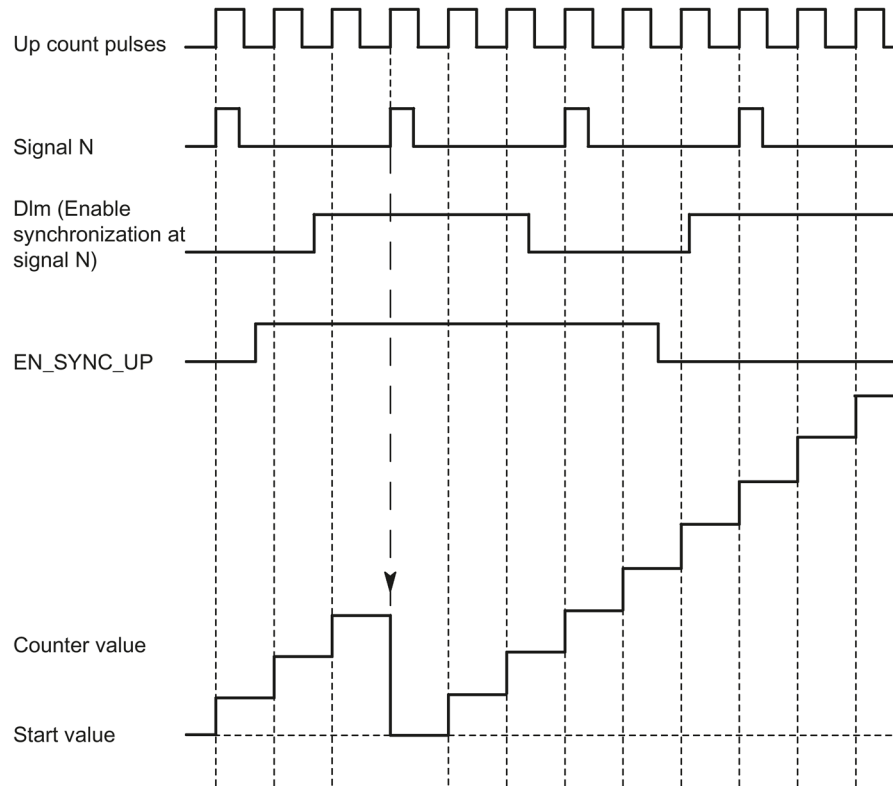 Up count pulses
Signal N
DIm (Enable
synchronization at
signal N)
EN_SYNC_UP
Counter value
Start value